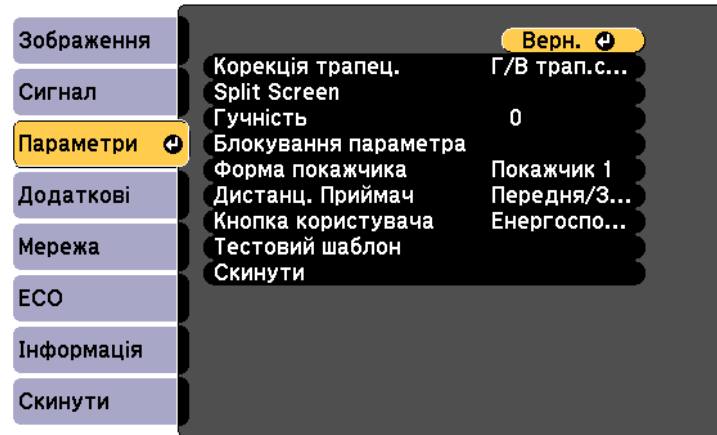 Зображення
Сигнал
Параметри
Додаткові
Мережа
ECO
Інформація
Скинути
Верн.
Корекція трапец. Г/В трап.с...
Split Screen
Гучність 0
Блокування параметра
Форма покажчика Покажчик 1
Дистанц. Приймач Передня/З...
Кнопка користувача Енергоспо...
Тестовий шаблон
Скинути